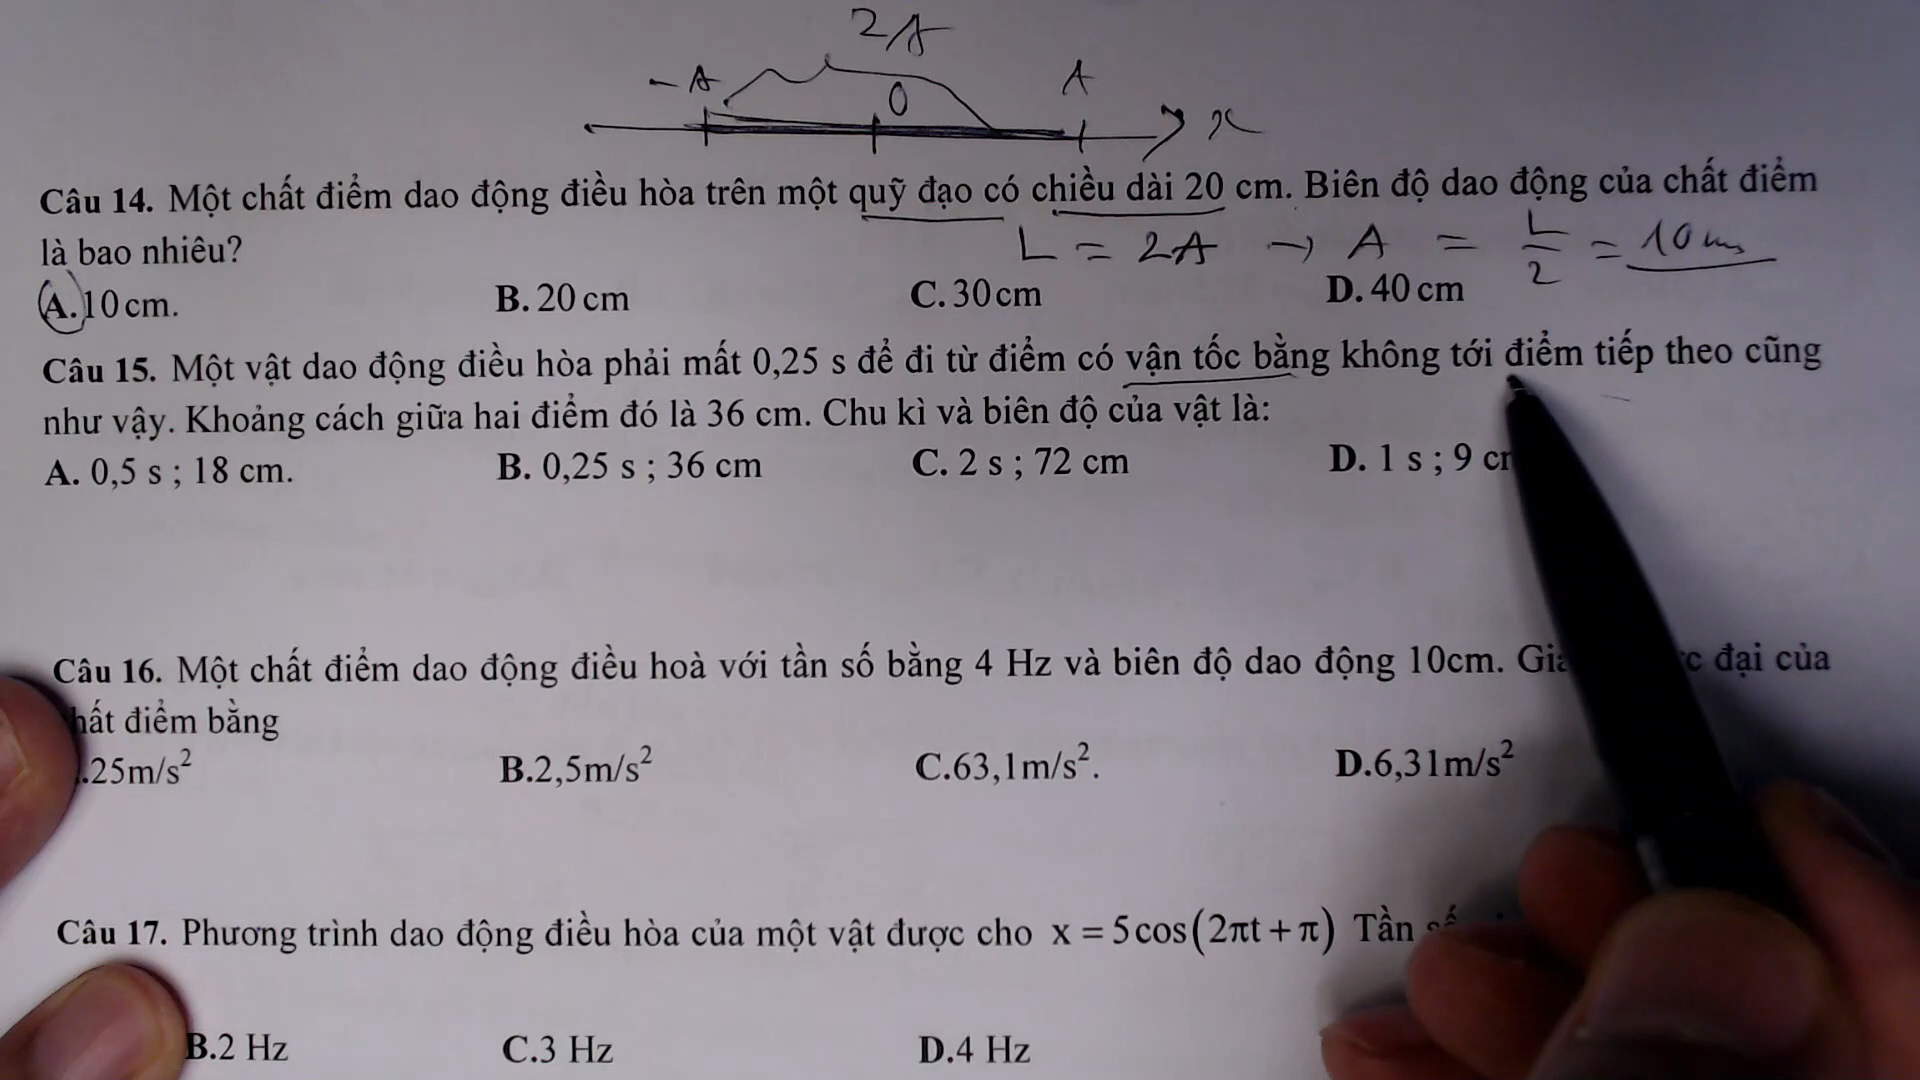 2A
-A
0
A
x
Câu 14. Một chất điểm dao động điều hòa trên một quỹ đạo có chiều dài 20 cm. Biên độ dao động của chất điểm
là bao nhiêu?
L = 2A → A = L/2 = 10 cm
A. 10 cm. B. 20 cm C. 30 cm D. 40 cm
Câu 15. Một vật dao động điều hòa phải mất 0,25 s để đi từ điểm có vận tốc bằng không tới điểm tiếp theo cũng
như vậy. Khoảng cách giữa hai điểm đó là 36 cm. Chu kì và biên độ của vật là:
A. 0,5 s ; 18 cm. B. 0,25 s ; 36 cm C. 2 s ; 72 cm D. 1 s ; 9
Câu 16. Một chất điểm dao động điều hoà với tần số bằng 4 Hz và biên độ dao động 10cm. đại của
điểm bằng
.25m/s² B.2,5m/s² C.63,1m/s². D.6,31m/s²
Câu 17. Phương trình dao động điều hòa của một vật được cho x = 5cos(2πt + π) Tần
B.2 Hz C.3 Hz D.4 Hz